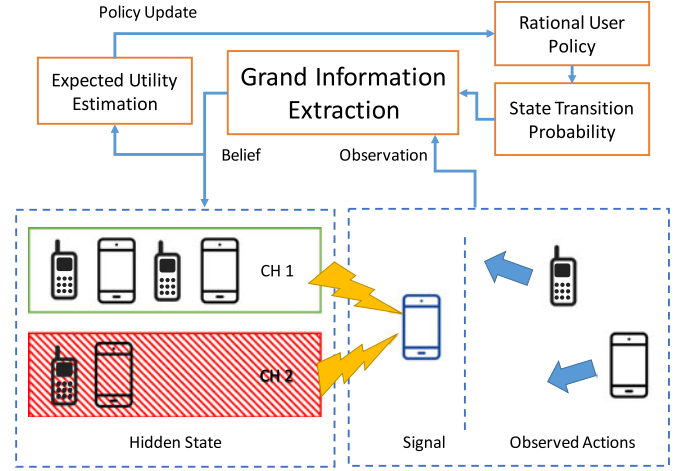 Policy Update
Rational User
Policy
Expected Utility
Estimation
Grand Information
Extraction
State Transition
Probability
Belief
Observation
CH 1
CH 2
Hidden State
Signal
Observed Actions